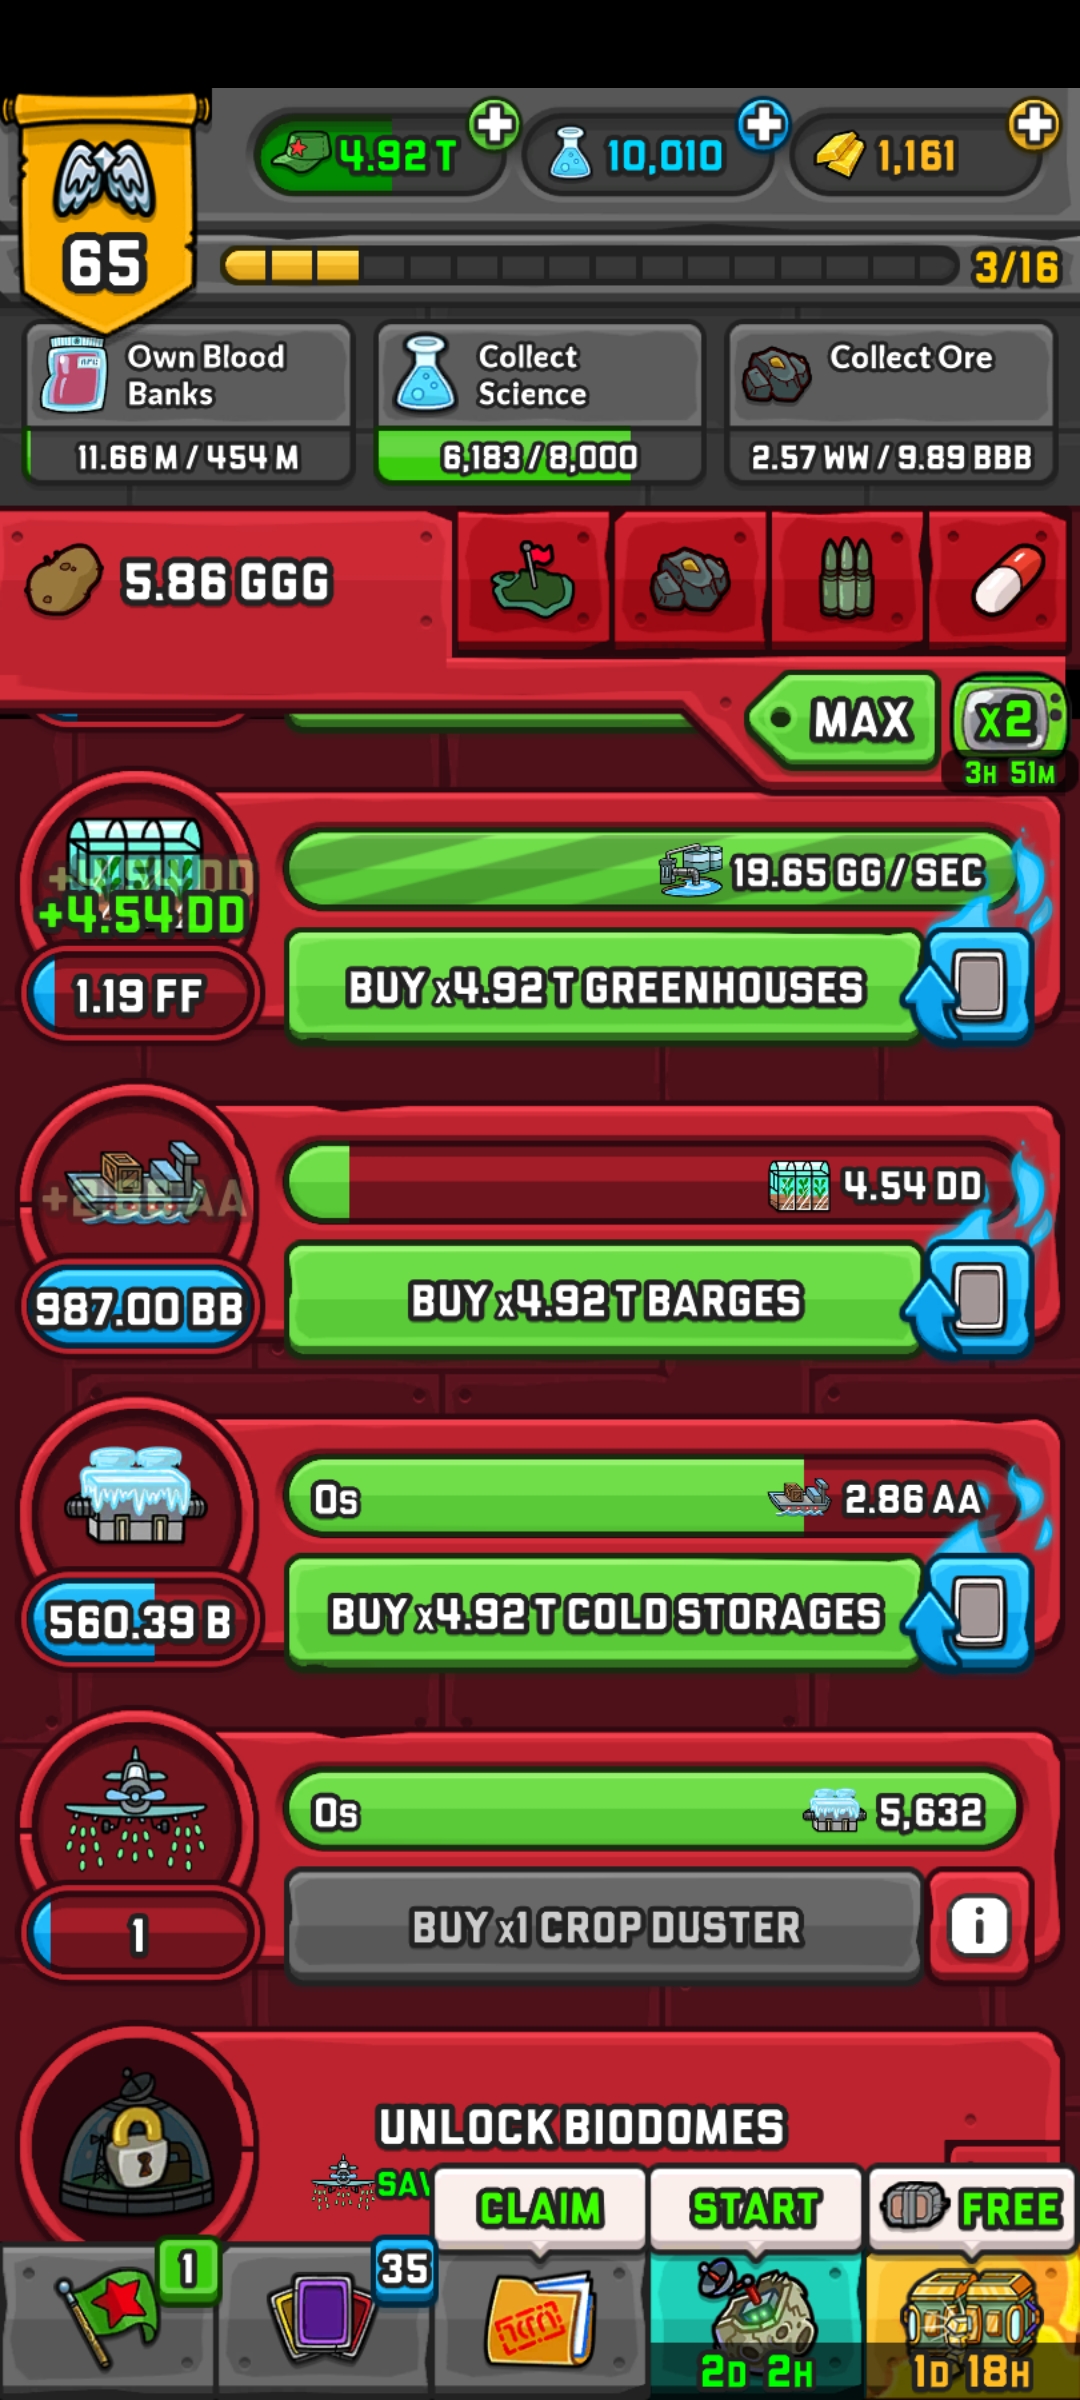 65
4.92 T
10,010
1,161
3/16
Own Blood
Banks
11.66 M / 454 M
Collect
Science
6,183 / 8,000
Collect Ore
2.57 WW / 9.89 BBB
5.86 GGG
MAX
x2
3H 51M
+4.54 DD
+4.54 DD
19.65 GG / SEC
1.19 FF
BUY x4.92 T GREENHOUSES
4.54 DD
987.00 BB
BUY x4.92 T BARGES
0s
2.86 AA
560.39 B
BUY x4.92 T COLD STORAGES
0s
5,632
1
BUY x1 CROP DUSTER
i
UNLOCK BIODOMES
CLAIM
START
FREE
1
35
2D 2H
1D 18H